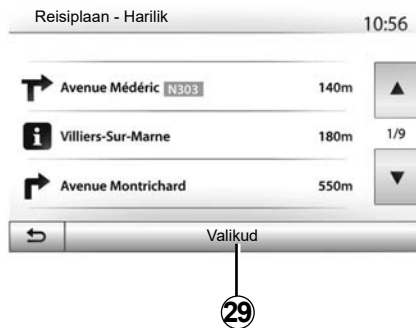 Reisiplaan - Harilik 10:56
Avenue Médéric N303 140m
Villiers-Sur-Marne 180m
1/9
Avenue Montrichard 550m
Valikud
29